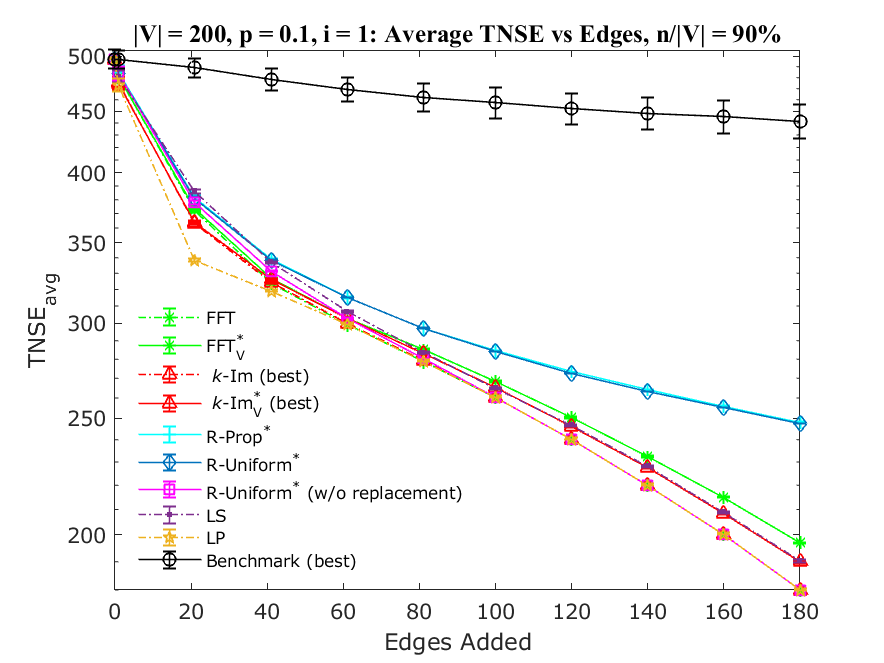 |V| = 200, p = 0.1, i = 1: Average TNSE vs Edges, n/|V| = 90%
500
450
400
350
300
250
200
TNSE_avg
FFT
FFT*_V
k-Im (best)
k-Im*_V (best)
R-Prop*
R-Uniform*
R-Uniform* (w/o replacement)
LS
LP
Benchmark (best)
0 20 40 60 80 100 120 140 160 180
Edges Added